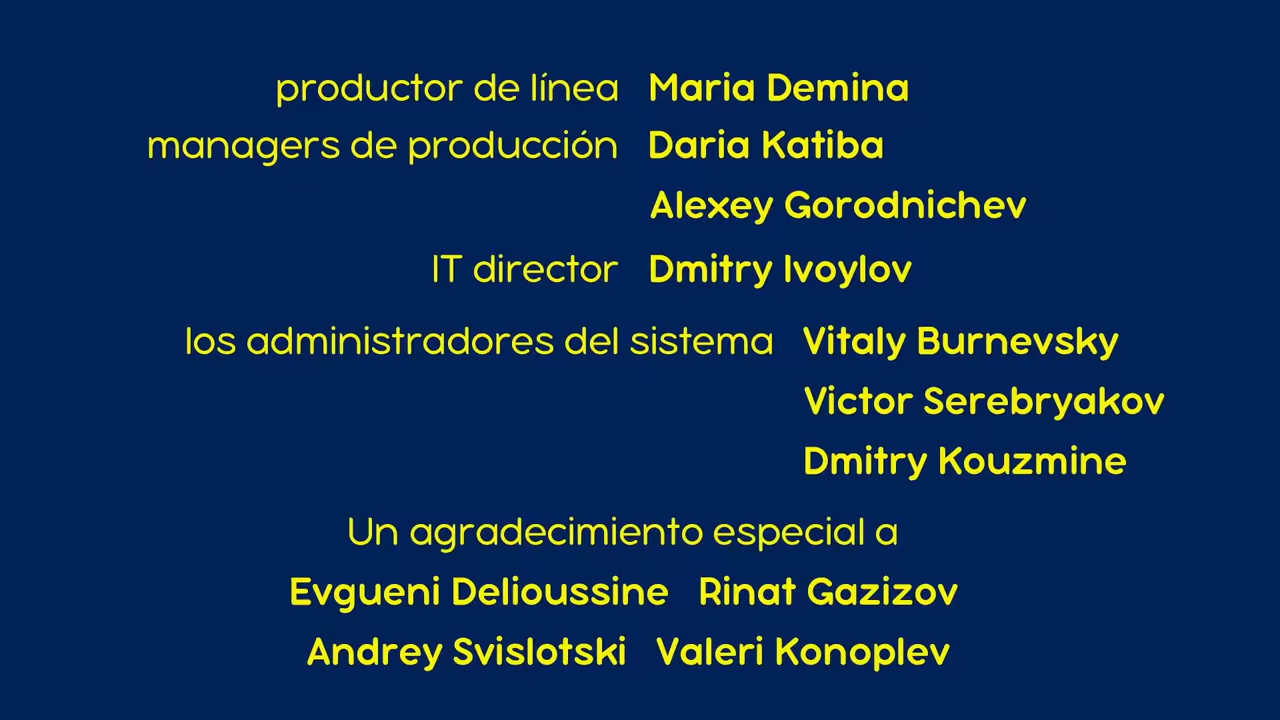 productor de línea Maria Demina
managers de producción Daria Katiba
Alexey Gorodnichev
IT director Dmitry Ivoylov
los administradores del sistema Vitaly Burnevsky
Victor Serebryakov
Dmitry Kouzmine
Un agradecimiento especial a
Evgueni Delioussine Rinat Gazizov
Andrey Svislotski Valeri Konoplev